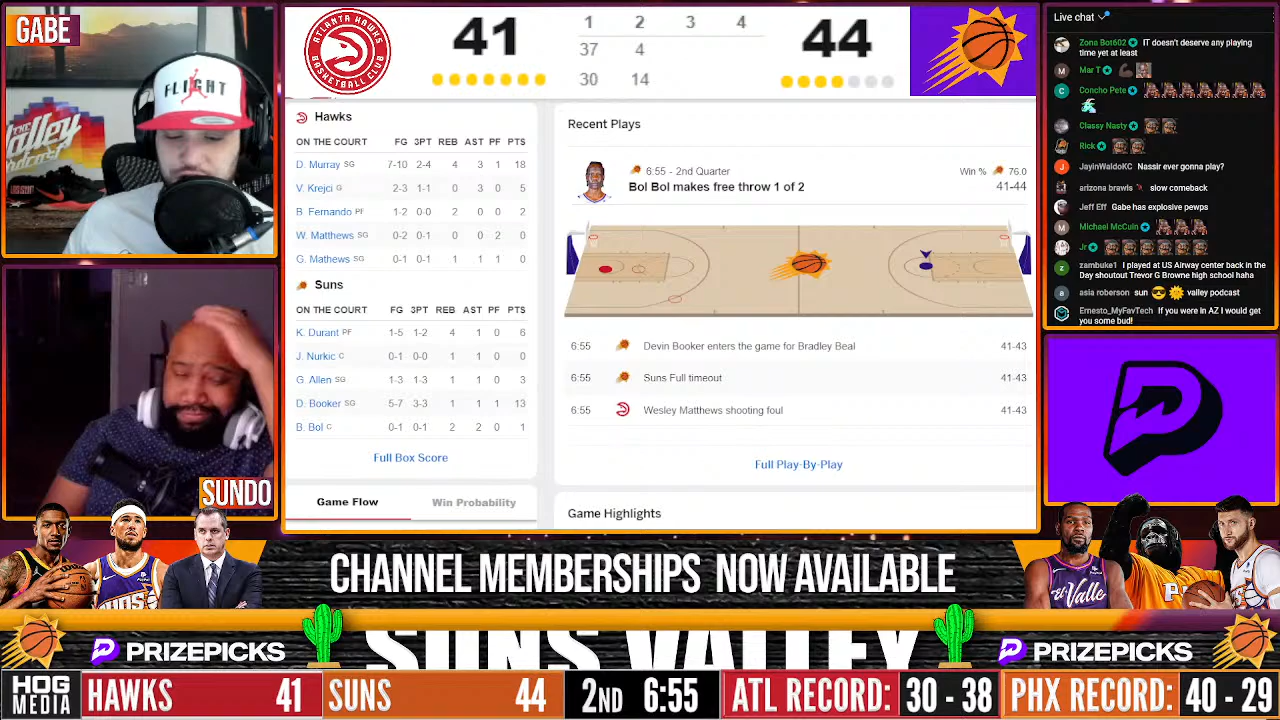 GABE
FLIGHT
SUNDO
ATLANTA HAWKS
BASKETBALL CLUB
41
1 2 3 4
37 4
30 14
44
Hawks
ON THE COURT FG 3PT REB AST PF PTS
D. Murray SG 7-10 2-4 4 3 1 18
V. Krejci G 2-3 1-1 0 3 0 5
B. Fernando PF 1-2 0-0 2 0 0 2
W. Matthews SG 0-2 0-1 0 0 2 0
G. Mathews SG 0-1 0-1 1 1 1 0
Suns
ON THE COURT FG 3PT REB AST PF PTS
K. Durant PF 1-5 1-2 4 1 0 6
J. Nurkic C 0-1 0-0 1 1 0 0
G. Allen SG 1-3 1-3 1 1 0 3
D. Booker SG 5-7 3-3 1 1 1 13
B. Bol C 0-1 0-1 2 2 0 1
Full Box Score
Game Flow Win Probability
Recent Plays
6:55 - 2nd Quarter Win % 76.0
Bol Bol makes free throw 1 of 2 41-44
6:55 Devin Booker enters the game for Bradley Beal 41-43
6:55 Suns Full timeout 41-43
6:55 Wesley Matthews shooting foul 41-43
Full Play-By-Play
Game Highlights
Live chat
Zona Bot602 IT doesn't deserve any playing
time yet at least
Mar T
Concho Pete
Classy Nasty
Rick
JayinWaldoKC Nassir ever gonna play?
arizona brawls slow comeback
Jeff Eff Gabe has explosive pewps
Michael McCuin
Jr
zambuke1 I played at US Airway center back in the
Day shoutout Trevor G Browne high school haha
asia roberson sun valley podcast
Ernesto_MyFavTech If you were in AZ I would get
you some bud!
CHANNEL MEMBERSHIPS NOW AVAILABLE
PRIZEPICKS SUNS VALLEY PRIZEPICKS
HOG
MEDIA
HAWKS 41 SUNS 44 2ND 6:55 ATL RECORD: 30 - 38 PHX RECORD: 40 - 29